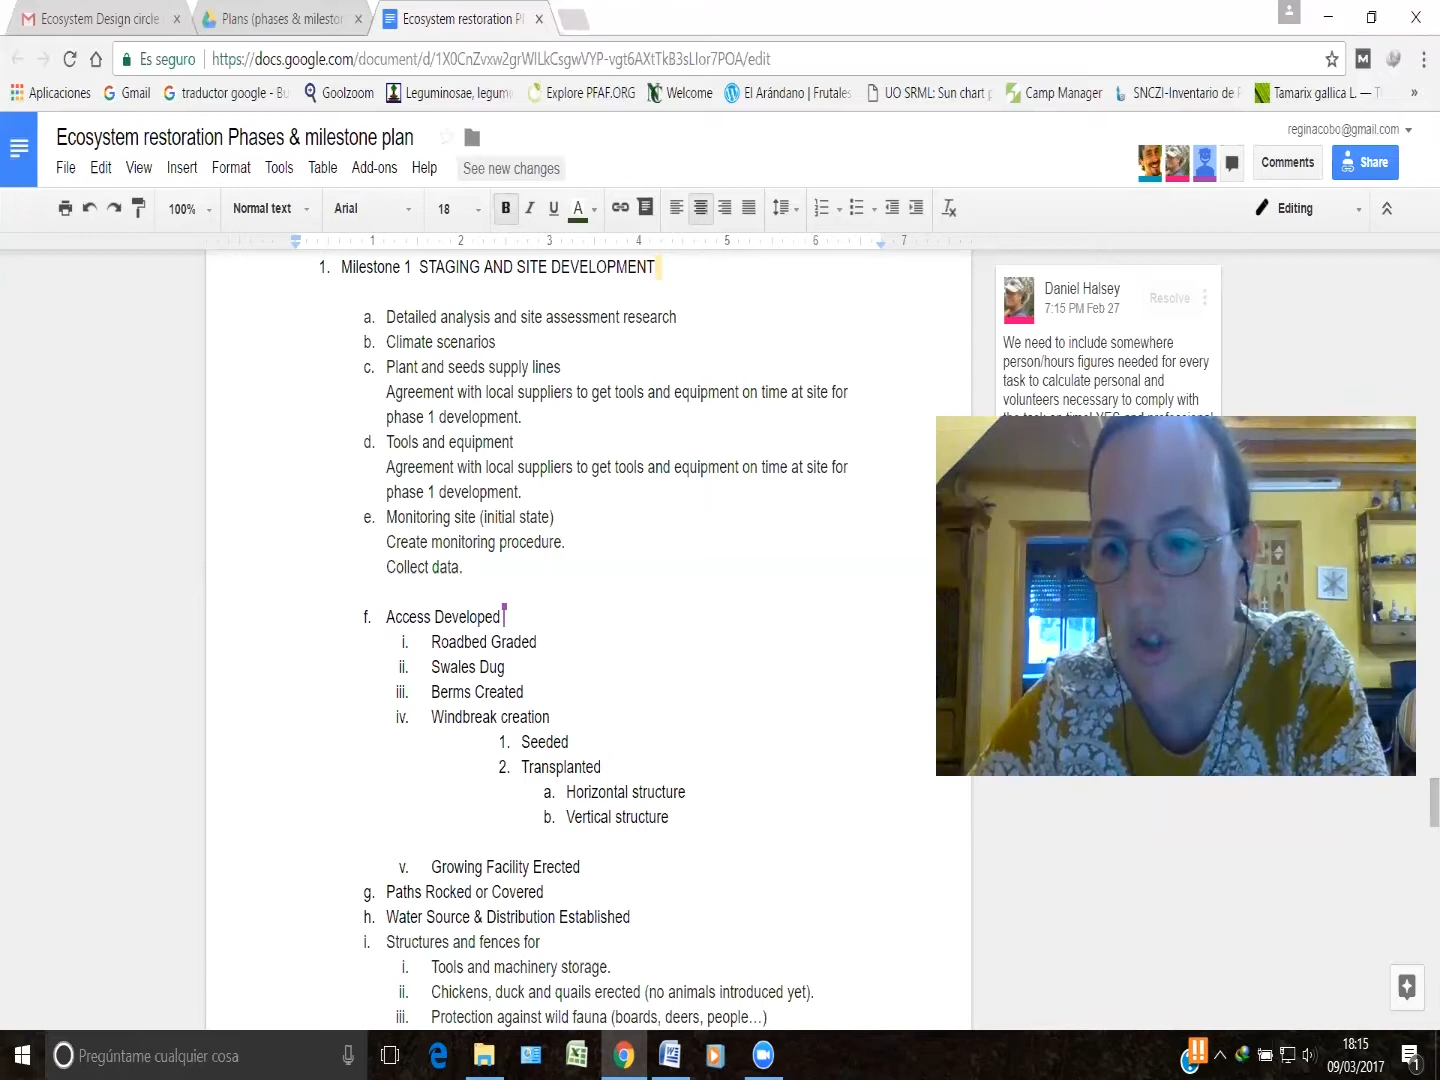 Ecosystem Design circle
Plans (phases & milestor
Ecosystem restoration P
Es seguro
https://docs.google.com/document/d/1X0CnZvxw2grWILkCsgwVYP-vgt6AXtTkB3sLIor7POA/edit
Aplicaciones
Gmail
traductor google - Bu
Goolzoom
Leguminosae, legum
Explore PFAF.ORG
Welcome
El Arándano | Frutales
UO SRML: Sun chart p
Camp Manager
SNCZI-Inventario de P
Tamarix gallica L. — T
»
Ecosystem restoration Phases & milestone plan
reginacobo@gmail.com
File Edit View Insert Format Tools Table Add-ons Help See new changes
Comments
Share
100% Normal text Arial 18 B I U A
Editing
1 2 3 4 5 6 7
1. Milestone 1 STAGING AND SITE DEVELOPMENT
a. Detailed analysis and site assessment research
b. Climate scenarios
c. Plant and seeds supply lines
Agreement with local suppliers to get tools and equipment on time at site for
phase 1 development.
d. Tools and equipment
Agreement with local suppliers to get tools and equipment on time at site for
phase 1 development.
e. Monitoring site (initial state)
Create monitoring procedure.
Collect data.
f. Access Developed
i. Roadbed Graded
ii. Swales Dug
iii. Berms Created
iv. Windbreak creation
1. Seeded
2. Transplanted
a. Horizontal structure
b. Vertical structure
v. Growing Facility Erected
g. Paths Rocked or Covered
h. Water Source & Distribution Established
i. Structures and fences for
i. Tools and machinery storage.
ii. Chickens, duck and quails erected (no animals introduced yet).
iii. Protection against wild fauna (boards, deers, people…)
Daniel Halsey
7:15 PM Feb 27
Resolve
We need to include somewhere
person/hours figures needed for every
task to calculate personal and
volunteers necessary to comply with
Pregúntame cualquier cosa
18:15
09/03/2017
1